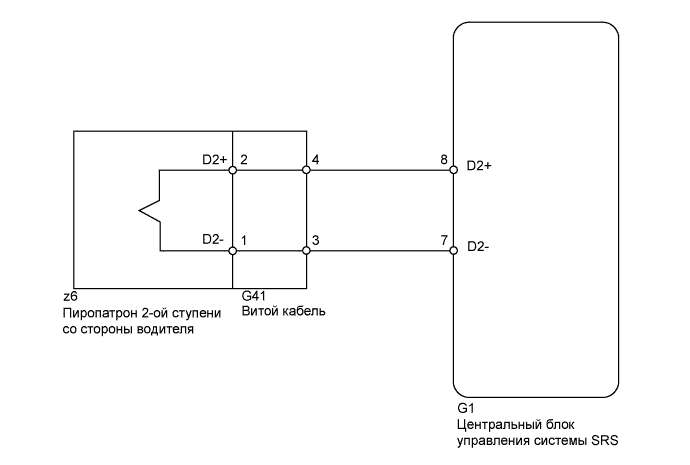 D2+ 2 4 8 D2+
D2- 1 3 7 D2-
z6
Пиропатрон 2-ой ступени
со стороны водителя
G41
Витой кабель
G1
Центральный блок
управления системы SRS